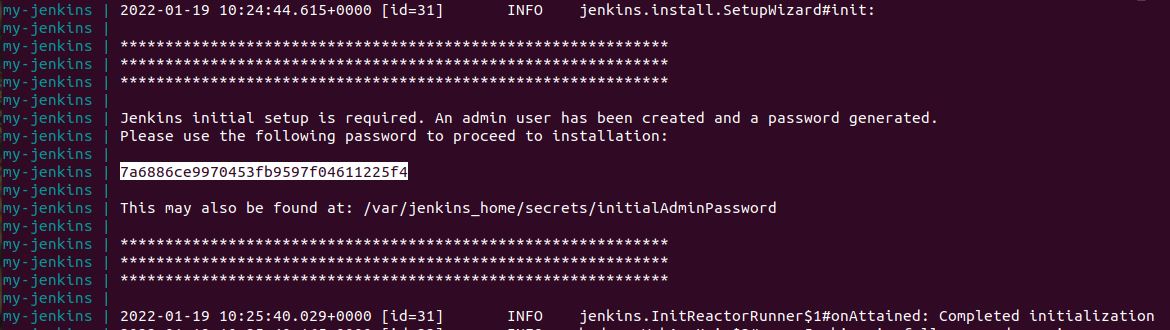 my-jenkins | 2022-01-19 10:24:44.615+0000 [id=31] INFO jenkins.install.SetupWizard#init:
my-jenkins |
my-jenkins | *************************************************************
my-jenkins | *************************************************************
my-jenkins | *************************************************************
my-jenkins |
my-jenkins | Jenkins initial setup is required. An admin user has been created and a password generated.
my-jenkins | Please use the following password to proceed to installation:
my-jenkins |
my-jenkins | 7a6886ce9970453fb9597f04611225f4
my-jenkins |
my-jenkins | This may also be found at: /var/jenkins_home/secrets/initialAdminPassword
my-jenkins |
my-jenkins | *************************************************************
my-jenkins | *************************************************************
my-jenkins | *************************************************************
my-jenkins |
my-jenkins | 2022-01-19 10:25:40.029+0000 [id=31] INFO jenkins.InitReactorRunner$1#onAttained: Completed initialization